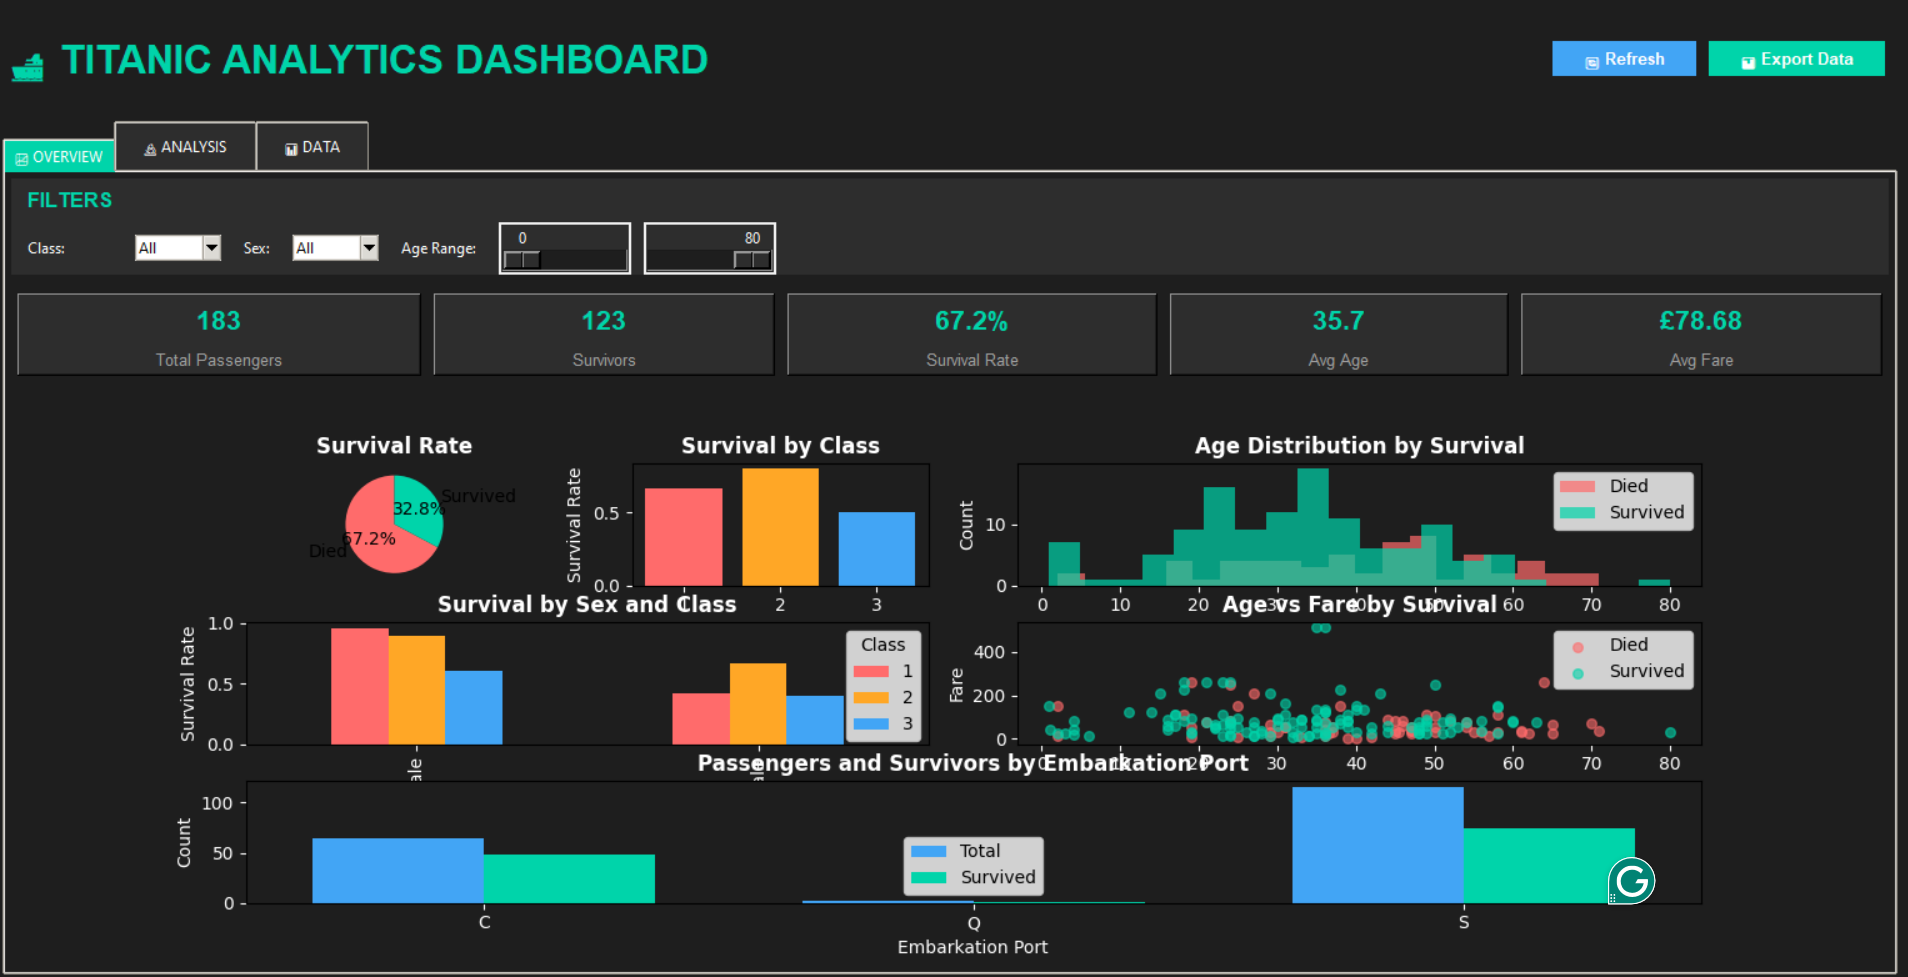 TITANIC ANALYTICS DASHBOARD
Refresh
Export Data
OVERVIEW
ANALYSIS
DATA
FILTERS
Class:
All
Sex:
All
Age Range:
0
80
183
Total Passengers
123
Survivors
67.2%
Survival Rate
35.7
Avg Age
£78.68
Avg Fare
Survival Rate
Survived
32.8%
67.2%
Died
Survival by Class
Survival Rate
0.5
0.0
1 2 3
Age Distribution by Survival
Count
10
0
Died
Survived
0 10 20 30 40 50 60 70 80
Survival by Sex and Class
Survival Rate
1.0
0.5
0.0
Class
1
2
3
Age vs Fare by Survival
Fare
400
200
0
Died
Survived
0 10 20 30 40 50 60 70 80
Passengers and Survivors by Embarkation Port
Count
100
50
0
Total
Survived
C Q S
Embarkation Port
G